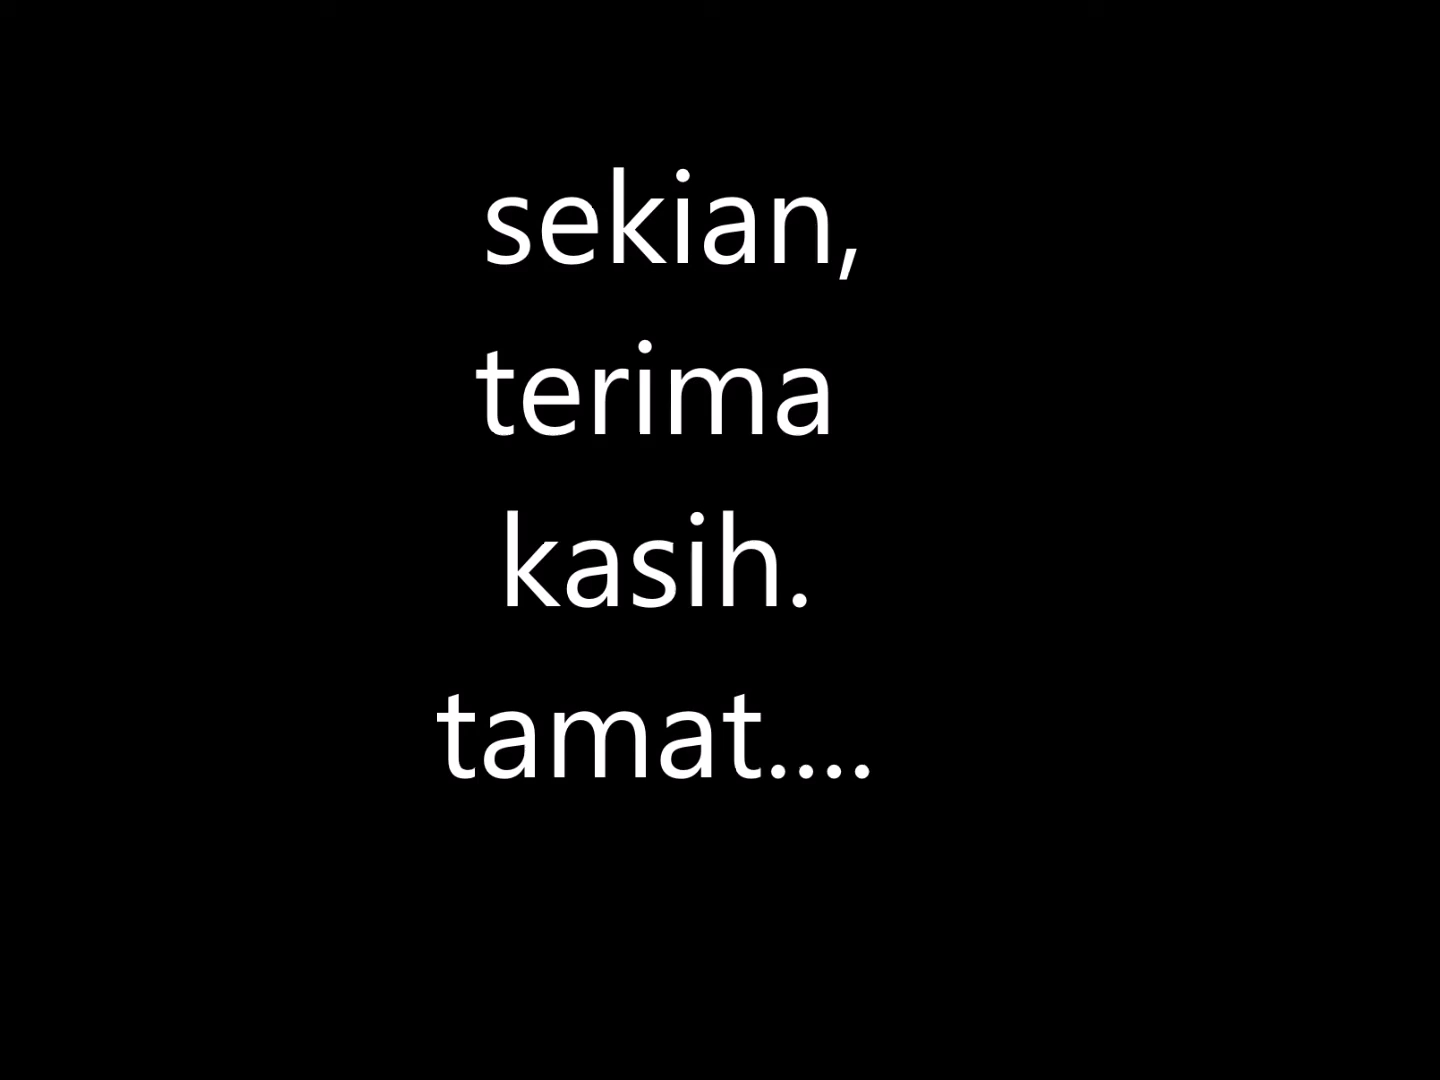 sekian,
terima
kasih.
tamat....